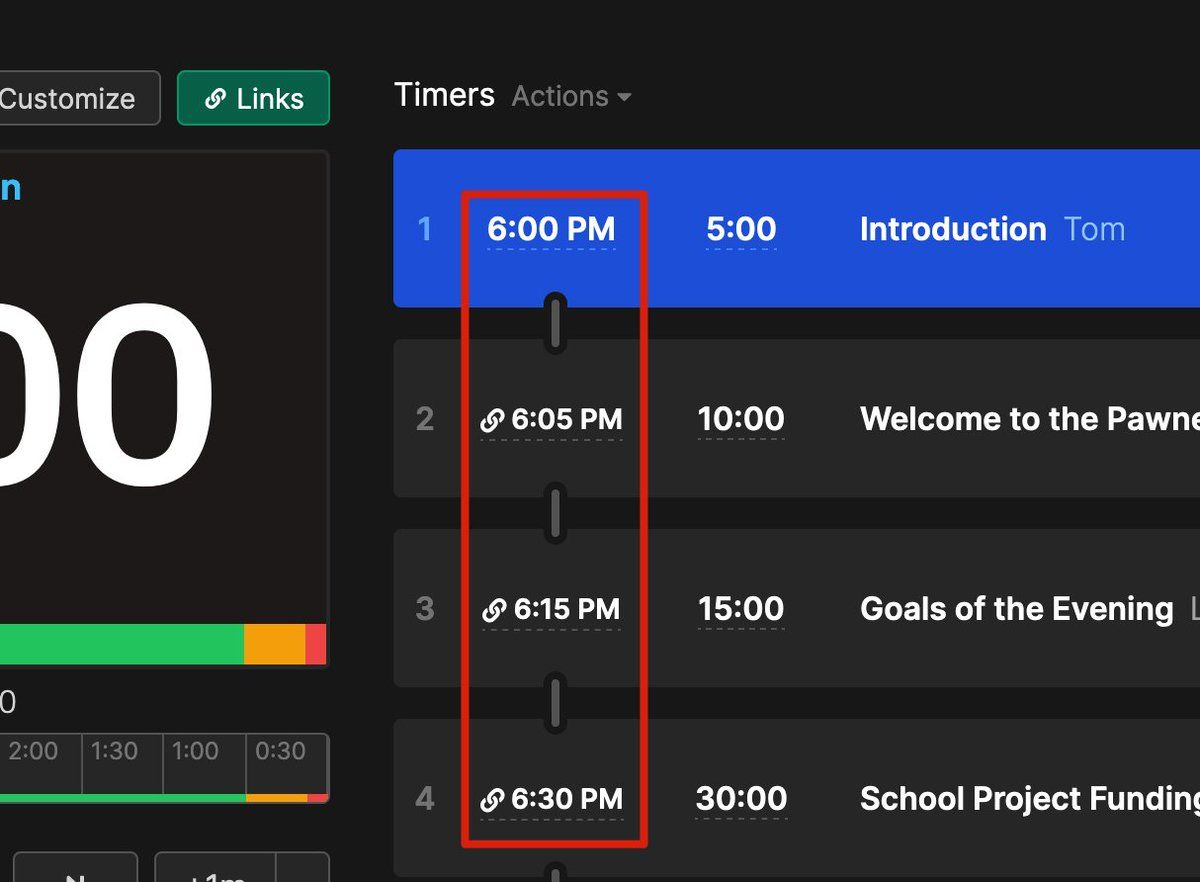 Customize
Links
Timers Actions
n
00
1 6:00 PM 5:00 Introduction Tom
2 6:05 PM 10:00 Welcome to the Pawne
3 6:15 PM 15:00 Goals of the Evening L
4 6:30 PM 30:00 School Project Funding
0
2:00 1:30 1:00 0:30
+1m